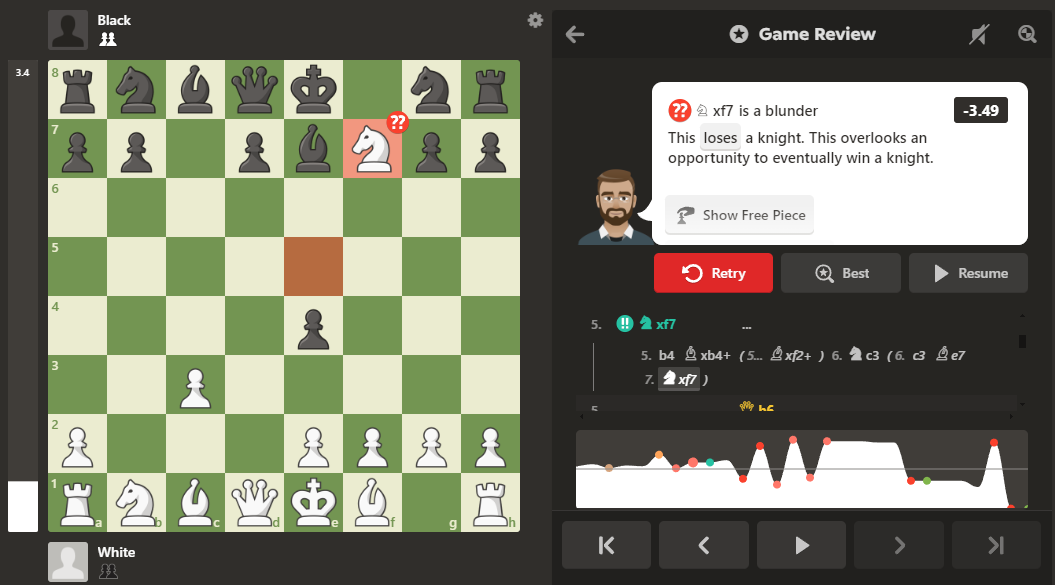 Black
3.4
8
7
6
5
4
3
2
1
a
b
c
d
e
f
g
h
??
White
Game Review
?? xf7 is a blunder
-3.49
This loses a knight. This overlooks an
opportunity to eventually win a knight.
Show Free Piece
Retry
Best
Resume
5. !! xf7 ...
5. b4 xb4+ ( 5... xf2+ ) 6. c3 ( 6. c3 e7
7. xf7 )
5. b6